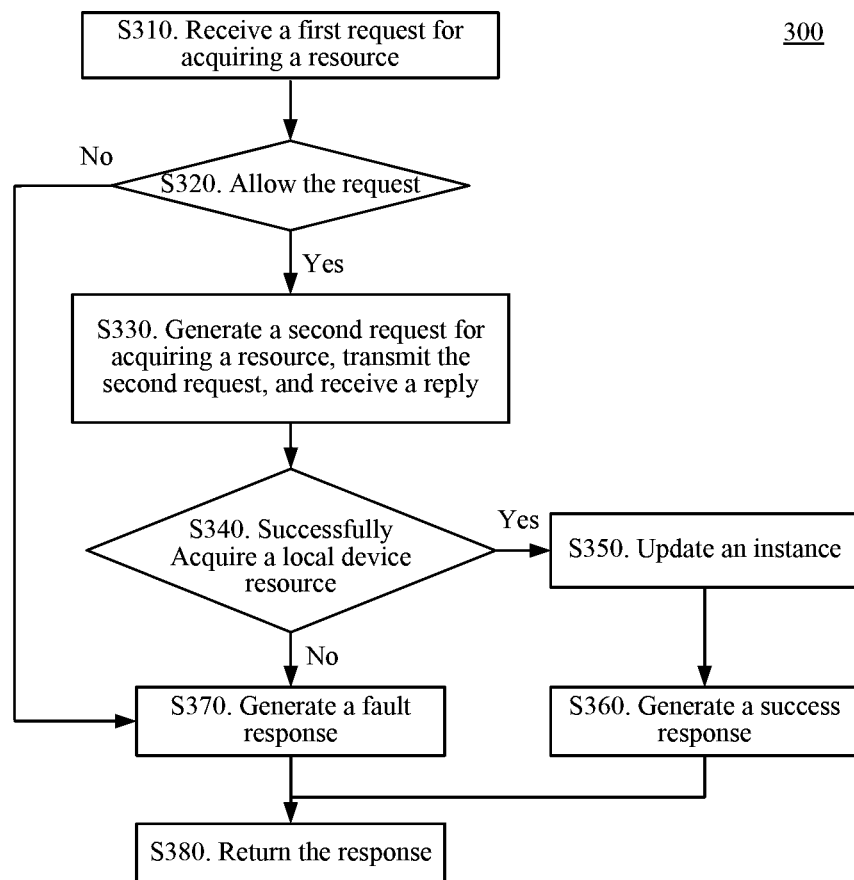 S310. Receive a first request for
acquiring a resource
300
No
S320. Allow the request
Yes
S330. Generate a second request for
acquiring a resource, transmit the
second request, and receive a reply
S340. Successfully
Acquire a local device
resource
Yes
S350. Update an instance
No
S370. Generate a fault
response
S360. Generate a success
response
S380. Return the response